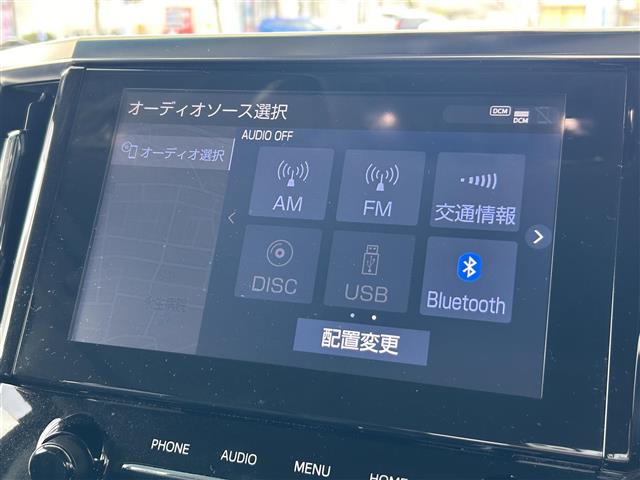 オーディオソース選択
DCM
DCM
AUDIO OFF
オーディオ選択
AM
FM
交通情報
DISC
USB
Bluetooth
配置変更
PHONE
AUDIO
MENU
HOME